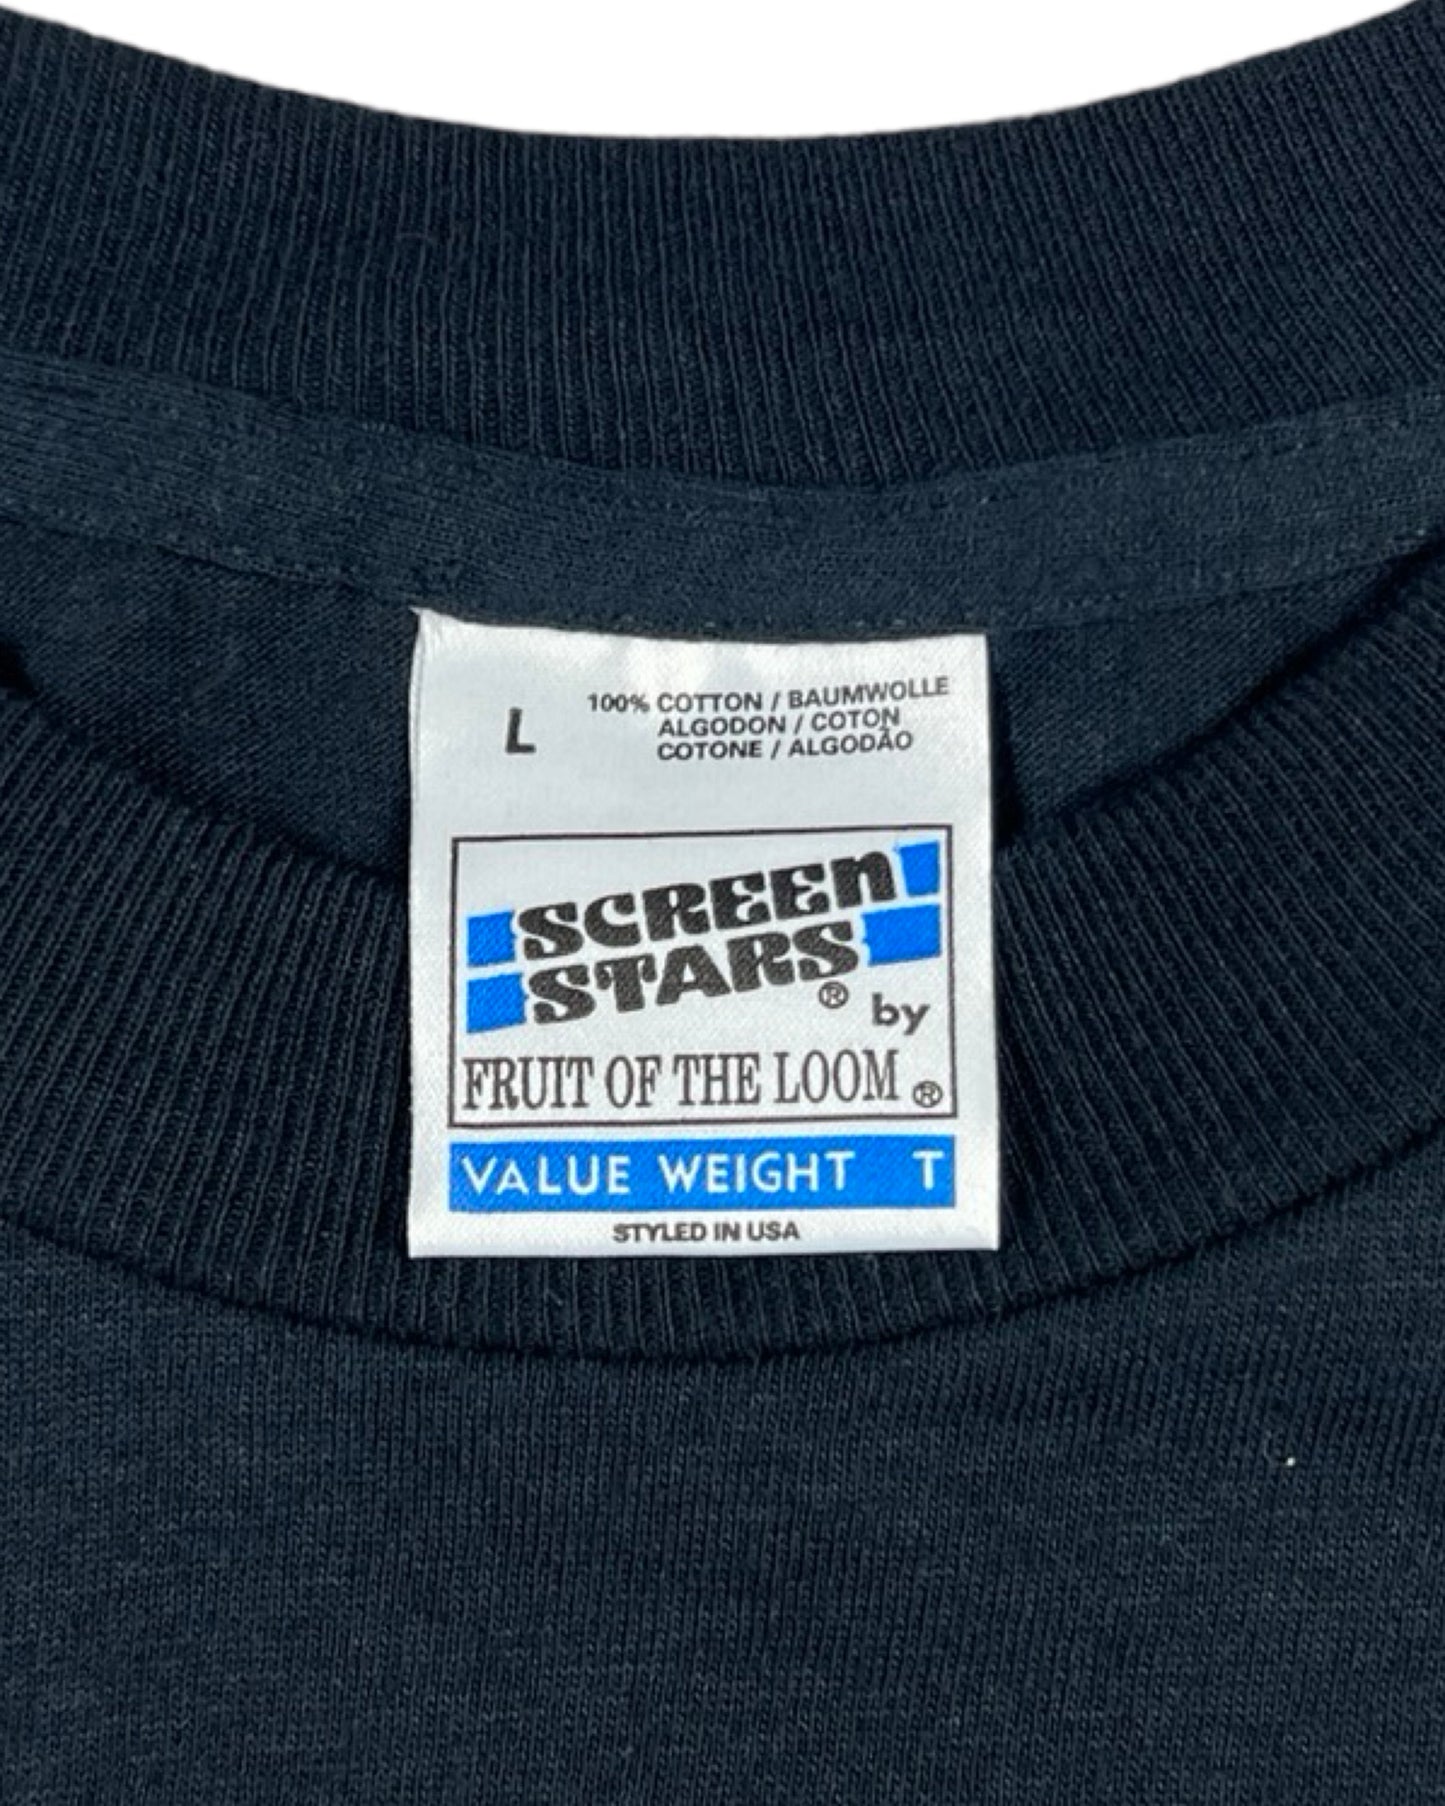 L
100% COTTON / BAUMWOLLE
ALGODON / COTON
COTONE / ALGODÃO
SCREEN
STARS® by
FRUIT OF THE LOOM®
VALUE WEIGHT T
STYLED IN USA